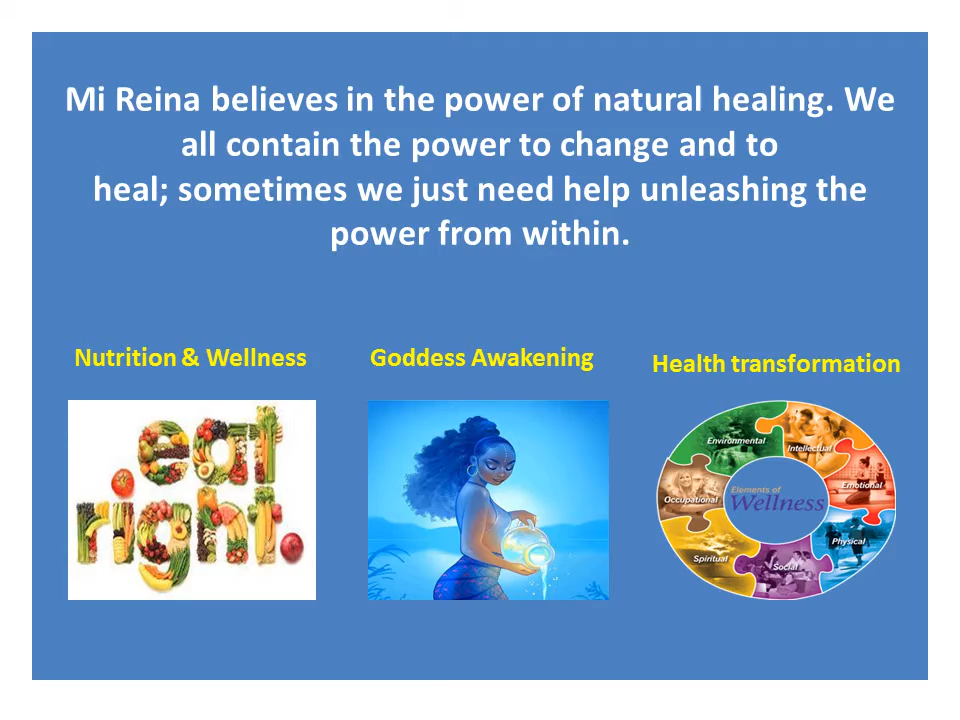 Mi Reina believes in the power of natural healing. We
all contain the power to change and to
heal; sometimes we just need help unleashing the
power from within.
Nutrition & Wellness
Goddess Awakening
Health transformation
eat
right.
Environmental
Intellectual
Emotional
Physical
Social
Spiritual
Occupational
Elements of
Wellness